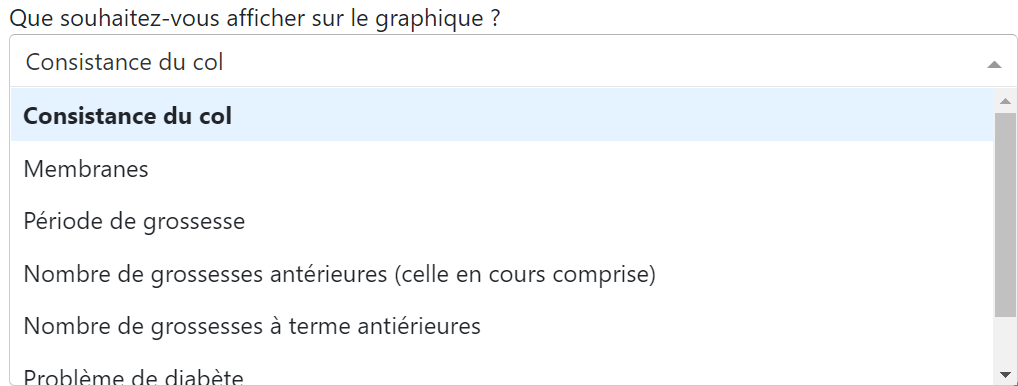 Que souhaitez-vous afficher sur le graphique ?
Consistance du col
Consistance du col
Membranes
Période de grossesse
Nombre de grossesses antérieures (celle en cours comprise)
Nombre de grossesses à terme antiérieures
Problème de diabète